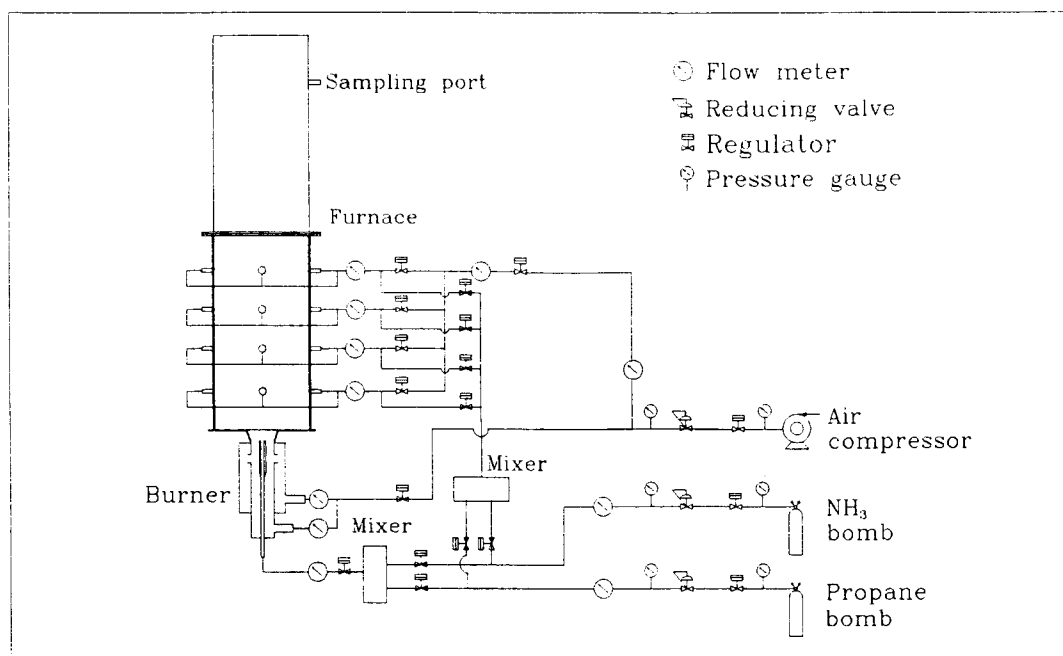 Sampling port
Flow meter
Reducing valve
Regulator
Pressure gauge
Furnace
Air
compressor
Mixer
Burner
Mixer
NH₃
bomb
Propane
bomb